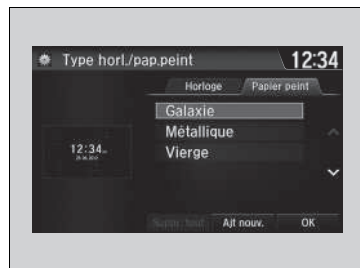 Type horl./pap.peint 12:34
Horloge Papier peint
Galaxie
Métallique
12:34
Vierge
Ajt nouv. OK